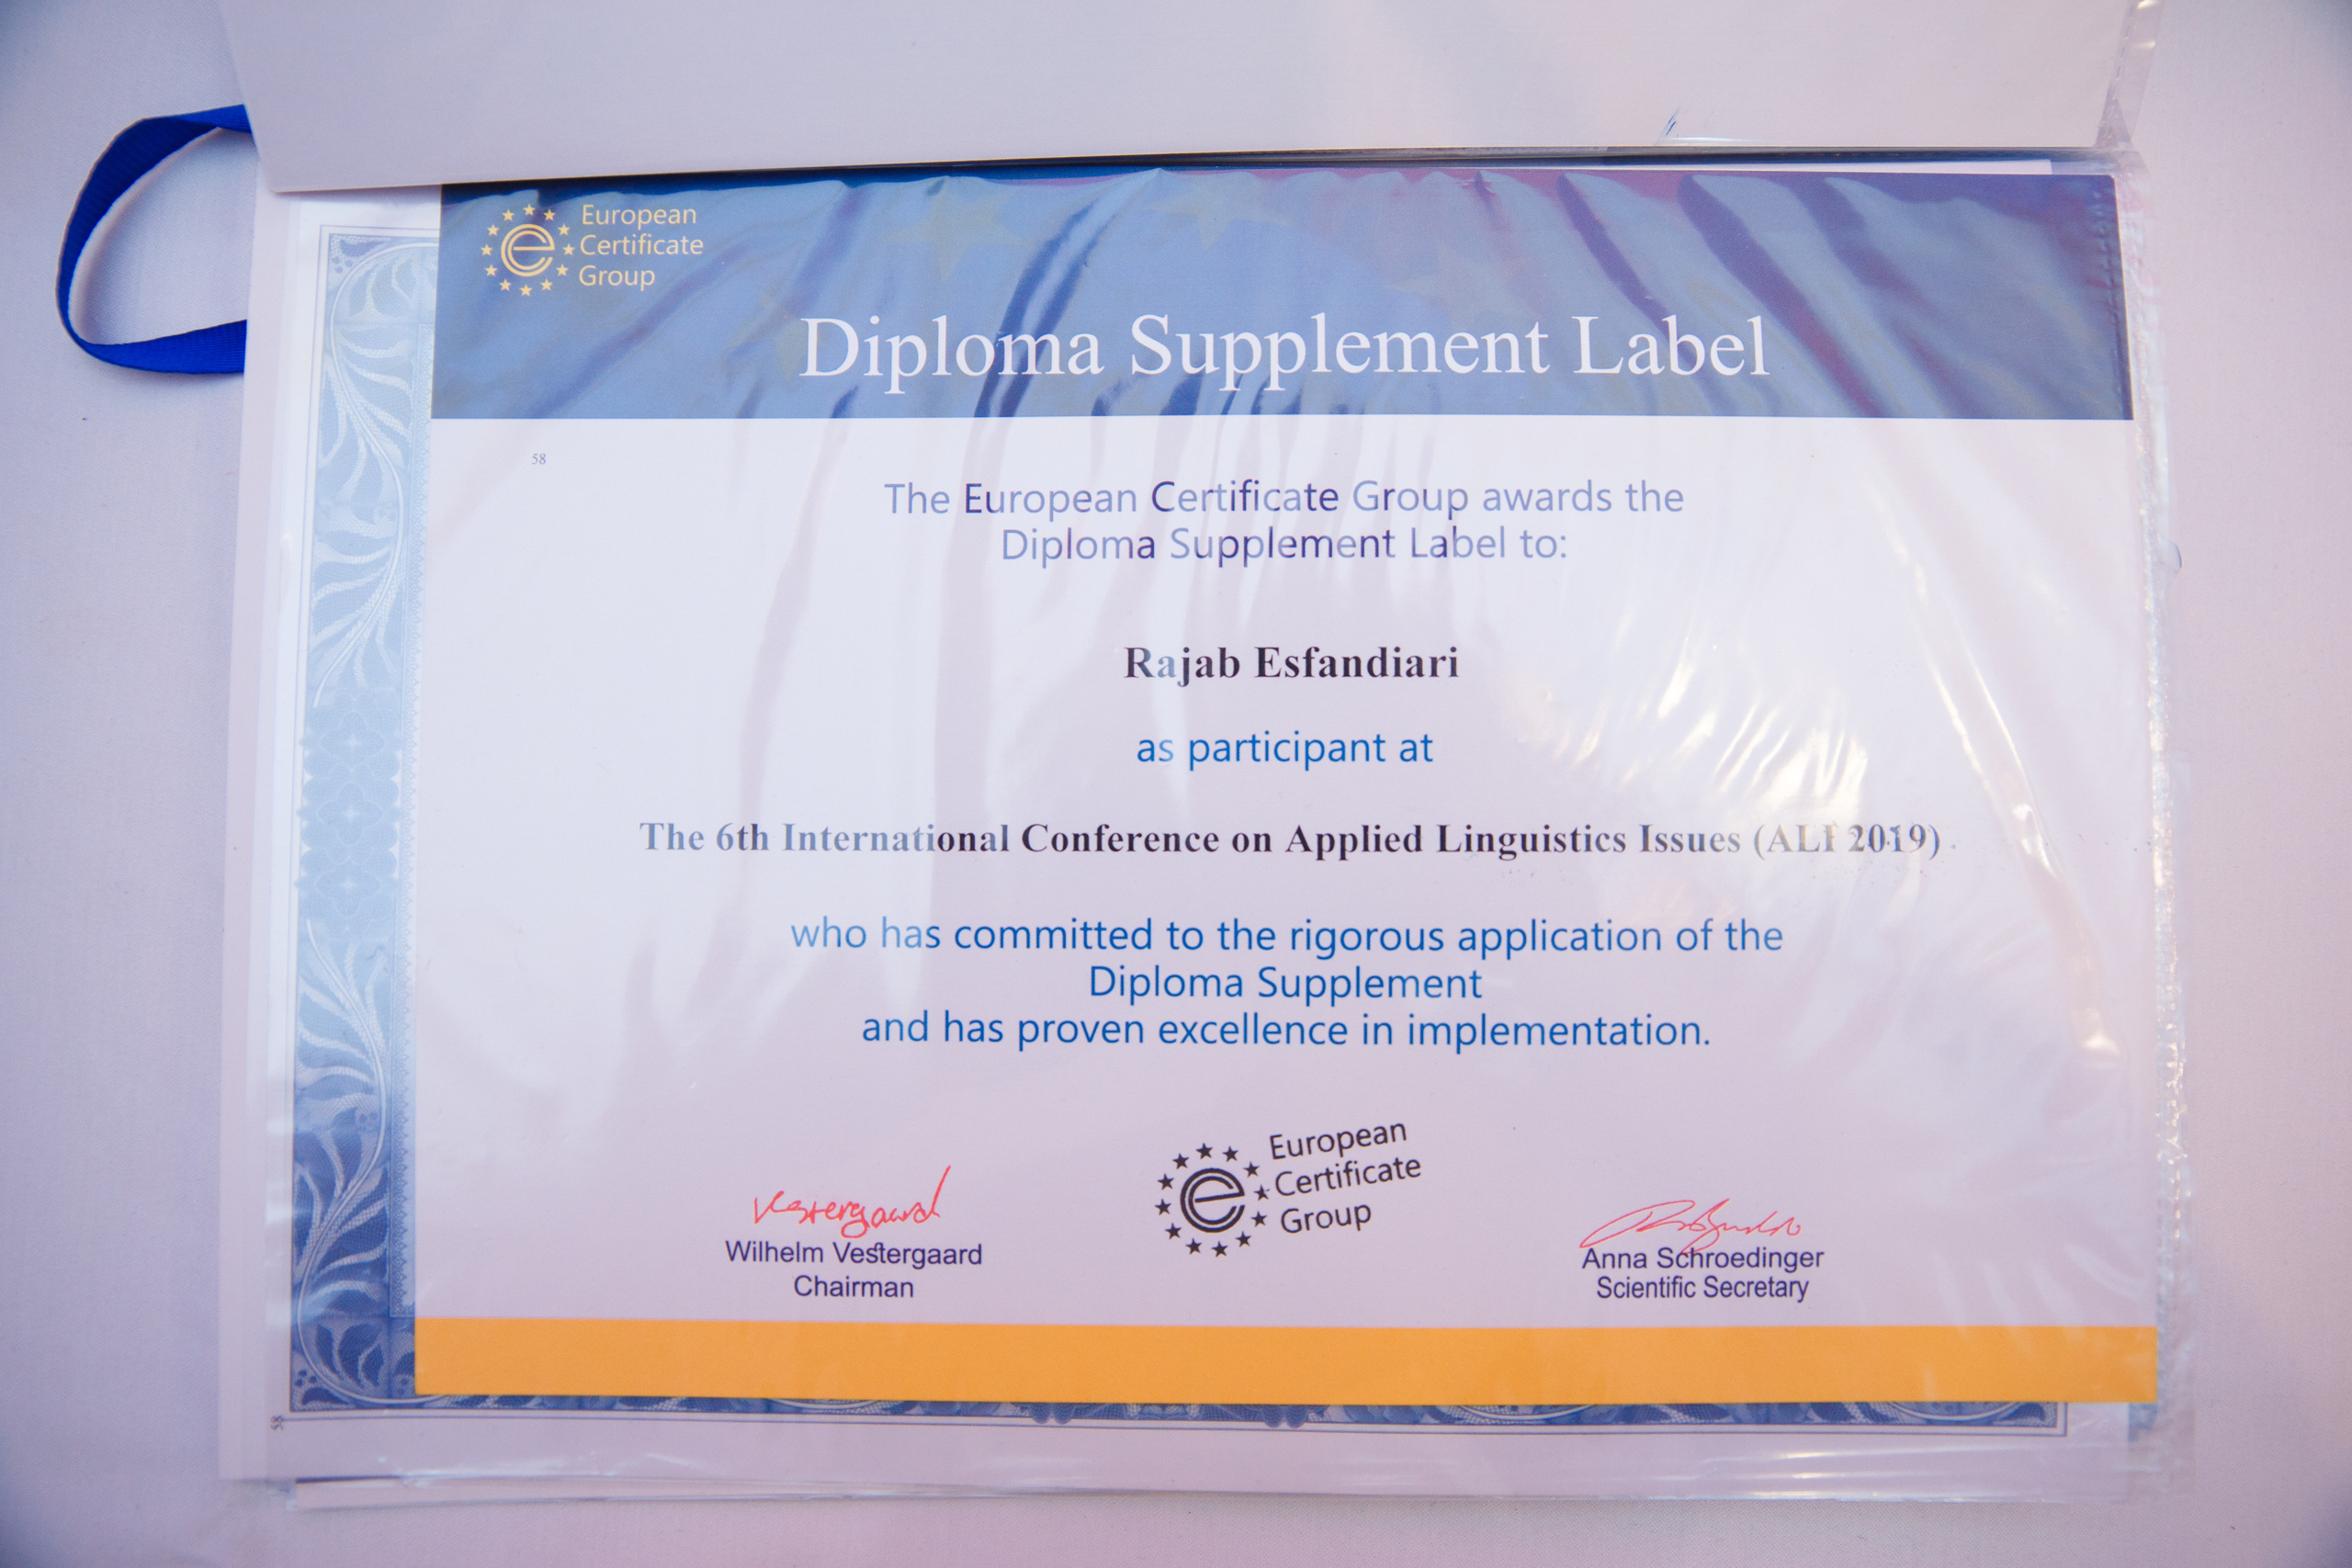 European
Certificate
Group
Diploma Supplement Label
58
The European Certificate Group awards the
Diploma Supplement Label to:
Rajab Esfandiari
as participant at
The 6th International Conference on Applied Linguistics Issues (ALI 2019)
who has committed to the rigorous application of the
Diploma Supplement
and has proven excellence in implementation.
Vestergaard
Wilhelm Vestergaard
Chairman
European
Certificate
Group
Anna Schroedinger
Scientific Secretary
58